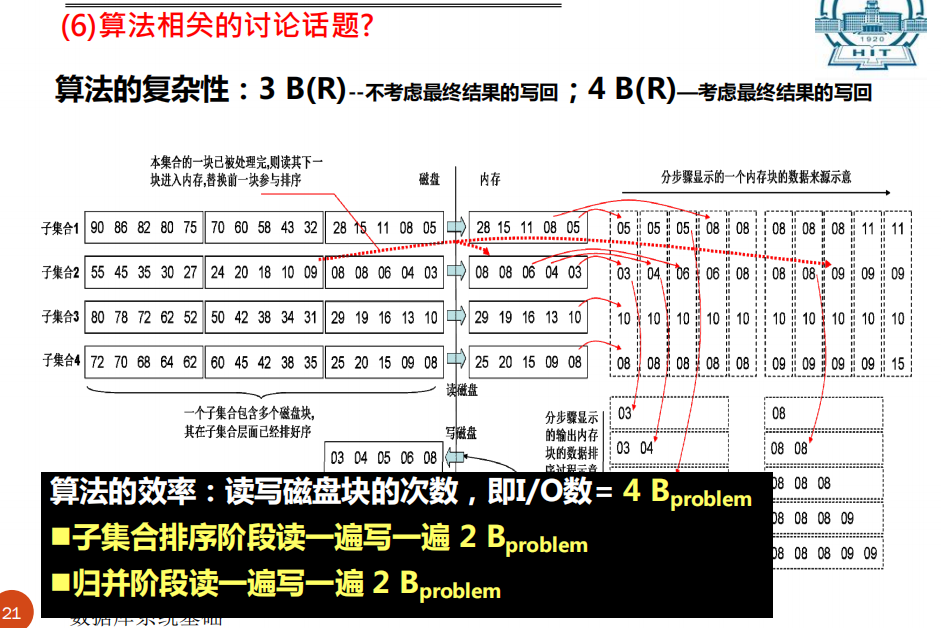 (6)算法相关的讨论话题?
1920
HIT
算法的复杂性：3 B(R)--不考虑最终结果的写回；4 B(R)—考虑最终结果的写回
本集合的一块已被处理完,则读其下一
块进入内存,替换前一块参与排序
磁盘 内存
分步骤显示的一个内存块的数据来源示意
子集合1 90 86 82 80 75 70 60 58 43 32 28 15 11 08 05 28 15 11 08 05 05 05 05 08 08 08 08 08 11 11
子集合2 55 45 35 30 27 24 20 18 10 09 08 08 06 04 03 08 08 06 04 03 03 04 06 06 08 08 08 09 09 09
子集合3 80 78 72 62 52 50 42 38 34 31 29 19 16 13 10 29 19 16 13 10 10 10 10 10 10 10 10 10 10 10
子集合4 72 70 68 64 62 60 45 42 38 35 25 20 15 09 08 25 20 15 09 08 08 08 08 08 08 09 09 09 09 15
读磁盘
一个子集合包含多个磁盘块,
其在子集合层面已经排好序
写磁盘
03 04 05 06 08
分步骤显示
的输出内存
块的数据排
序过程示意
03
03 04
08
08 08
08 08 08
08 08 08 09
08 08 08 09 09
算法的效率：读写磁盘块的次数，即I/O数= 4 Bproblem
■子集合排序阶段读一遍写一遍 2 Bproblem
■归并阶段读一遍写一遍 2 Bproblem
21
数据库系统基础